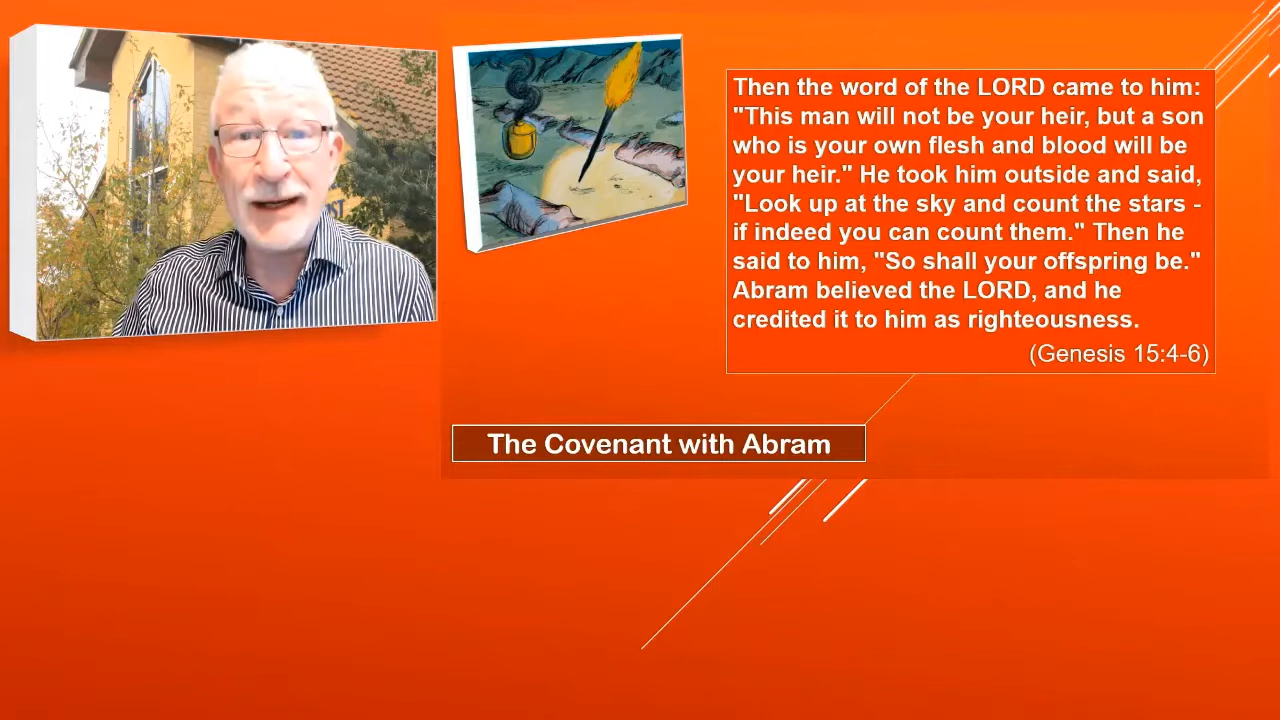 Then the word of the LORD came to him:
"This man will not be your heir, but a son
who is your own flesh and blood will be
your heir." He took him outside and said,
"Look up at the sky and count the stars -
if indeed you can count them." Then he
said to him, "So shall your offspring be."
Abram believed the LORD, and he
credited it to him as righteousness.
(Genesis 15:4-6)
The Covenant with Abram